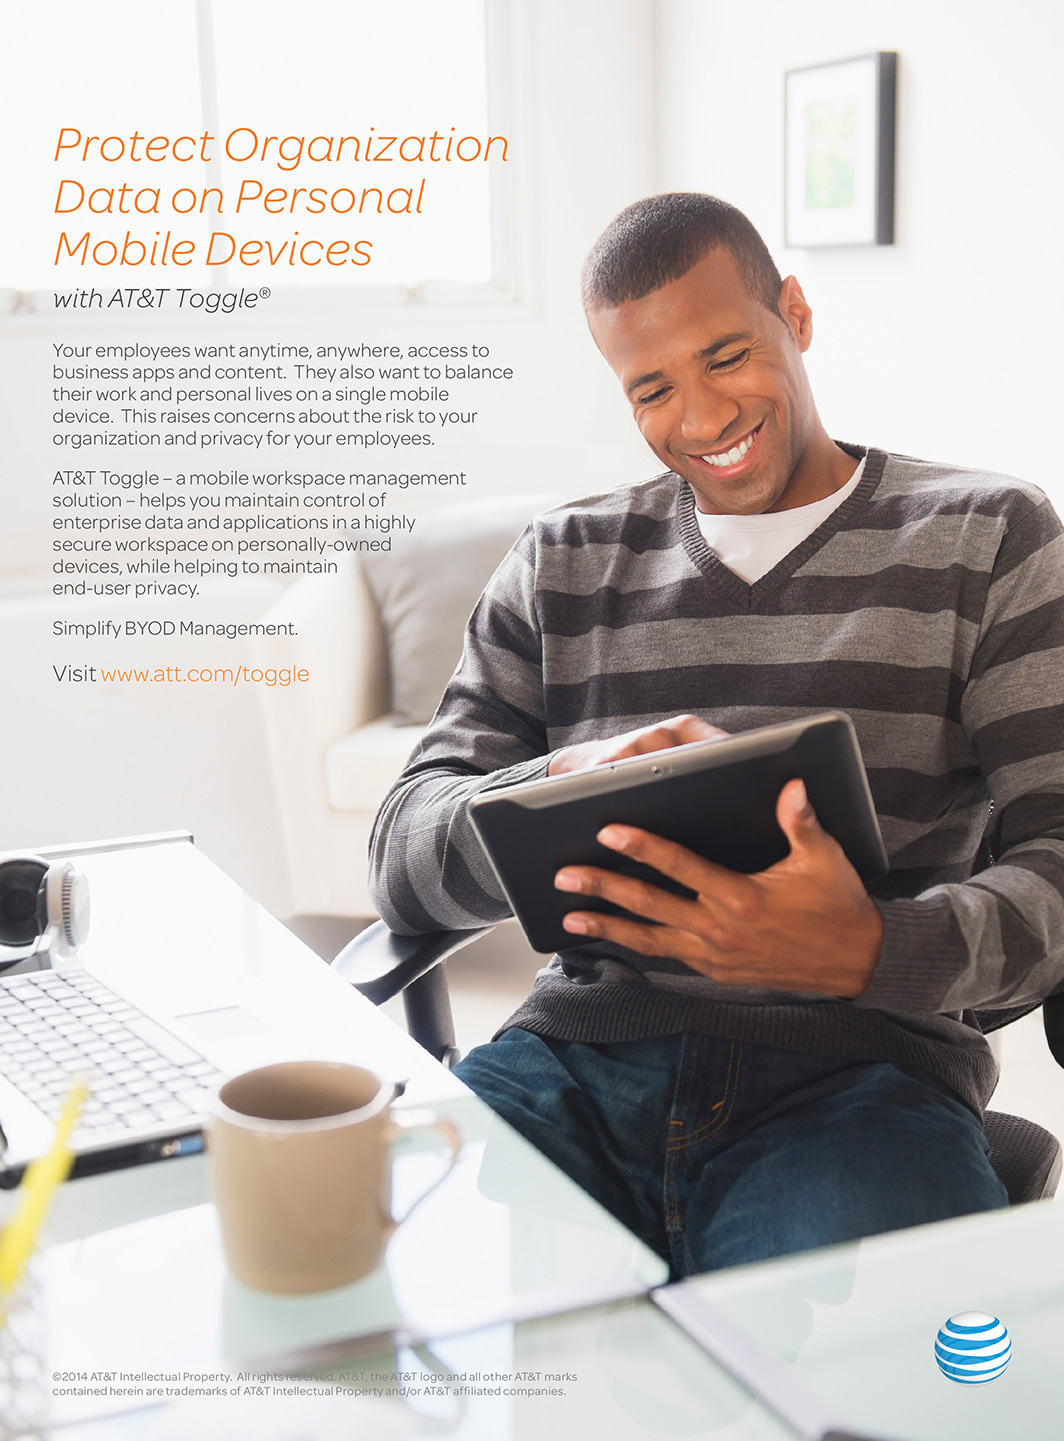 Protect Organization
Data on Personal
Mobile Devices
with AT&T Toggle®
Your employees want anytime, anywhere, access to
business apps and content.  They also want to balance
their work and personal lives on a single mobile
device.  This raises concerns about the risk to your
organization and privacy for your employees.
AT&T Toggle – a mobile workspace management
solution – helps you maintain control of
enterprise data and applications in a highly
secure workspace on personally-owned
devices, while helping to maintain
end-user privacy.
Simplify BYOD Management.
Visit www.att.com/toggle
©2014 AT&T Intellectual Property.  All rights reserved. AT&T, the AT&T logo and all other AT&T marks
contained herein are trademarks of AT&T Intellectual Property and/or AT&T affiliated companies.